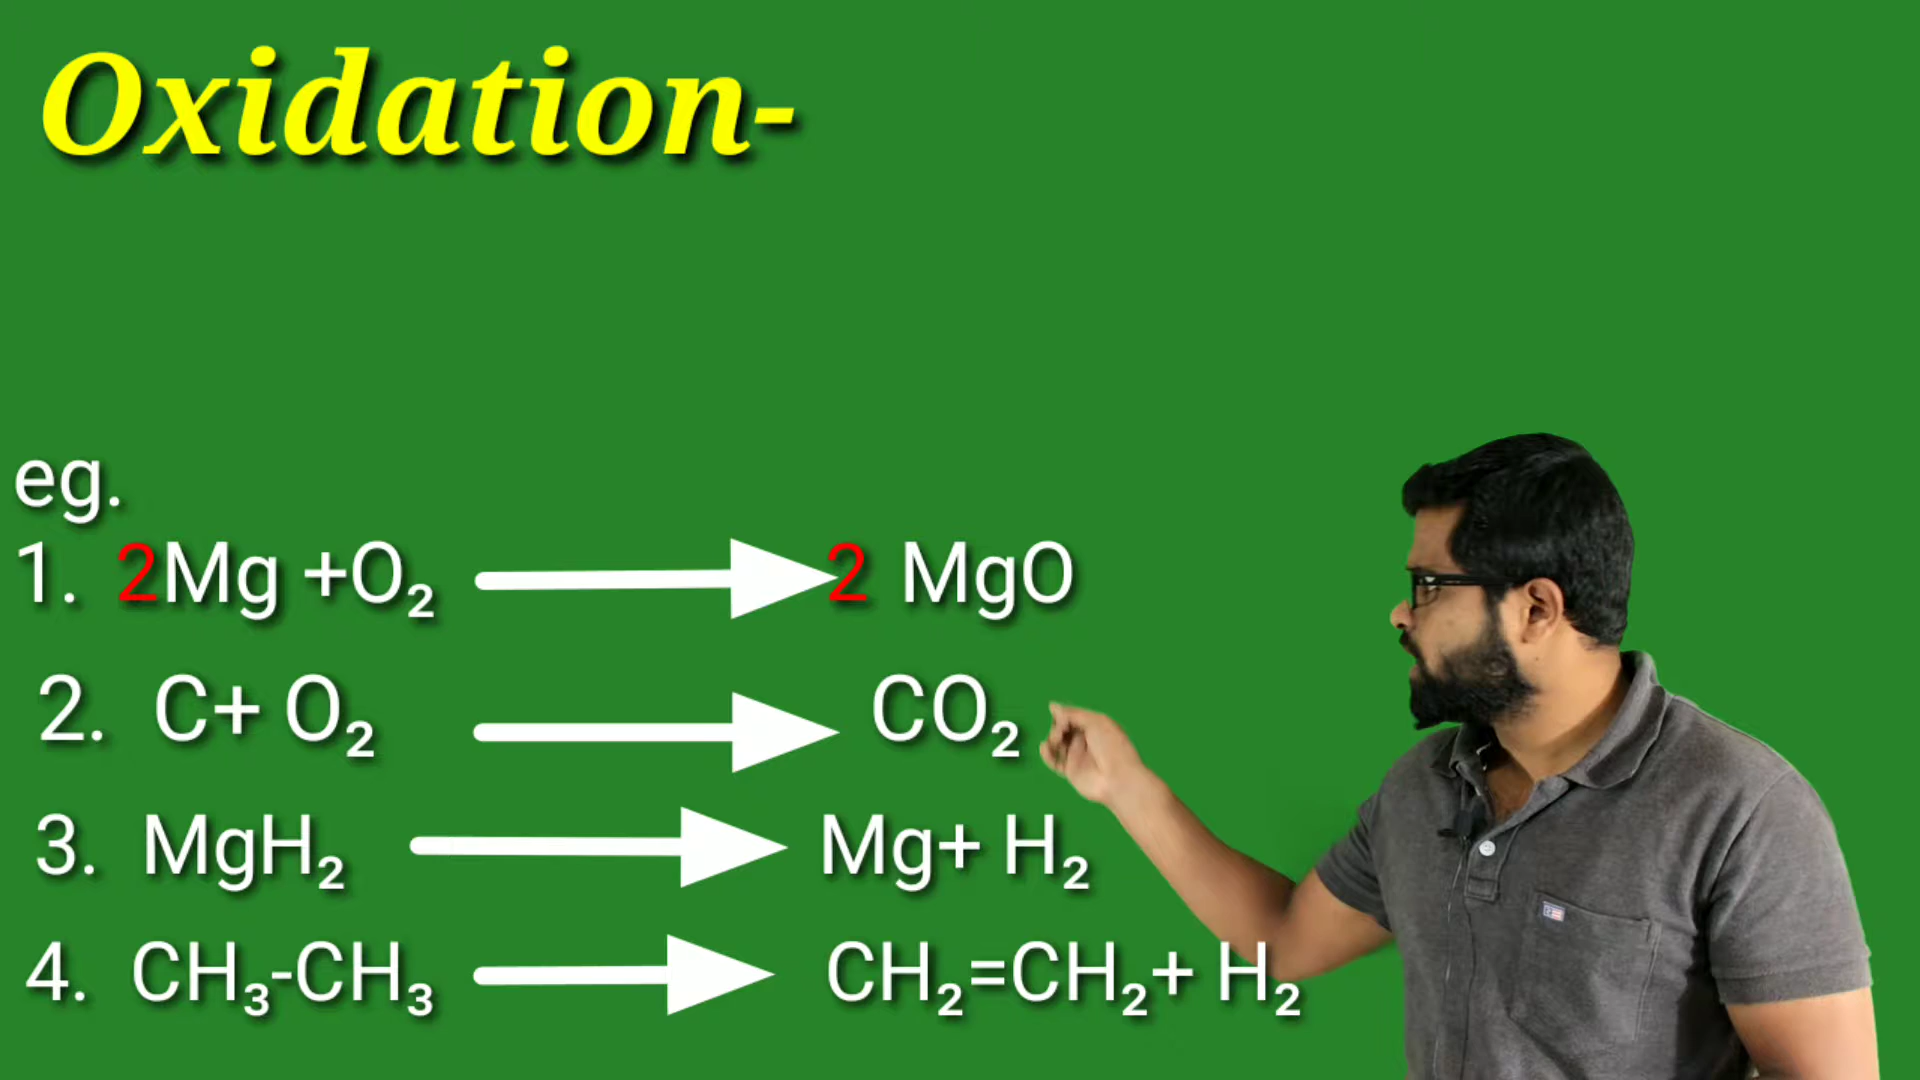 Oxidation-
eg.
1. 2Mg +O₂ → 2 MgO
2. C+ O₂ → CO₂
3. MgH₂ → Mg+ H₂
4. CH₃-CH₃ → CH₂=CH₂+ H₂